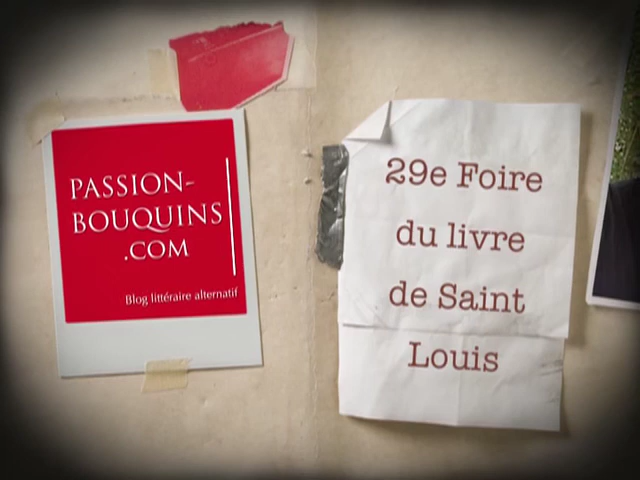 PASSION-
BOUQUINS
.COM
Blog littéraire alternatif
29e Foire
du livre
de Saint
Louis